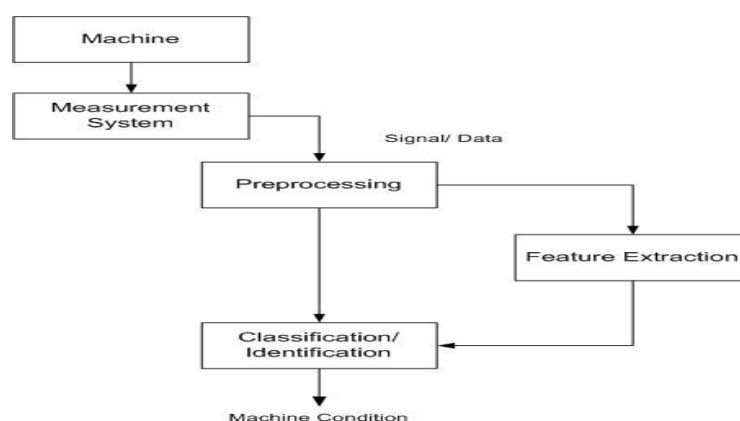 Machine
Measurement
System
Signal/ Data
Preprocessing
Feature Extraction
Classification/
Identification
Machine Condition